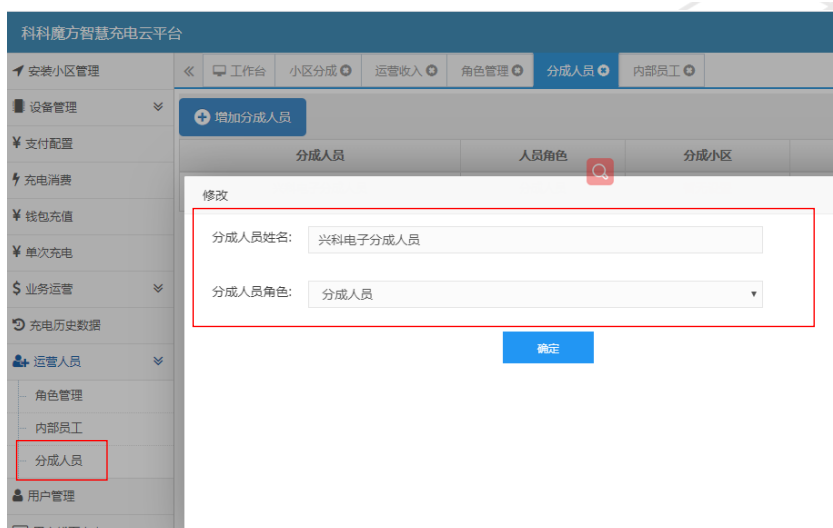 科科魔方智慧充电云平台
安装小区管理
工作台 小区分成 运营收入 角色管理 分成人员 内部员工
设备管理
增加分成人员
¥ 支付配置
分成人员 人员角色 分成小区
充电消费
修改
¥ 钱包充值
分成人员姓名: 兴科电子分成人员
¥ 单次充电
$ 业务运营
分成人员角色: 分成人员
充电历史数据
确定
运营人员
角色管理
内部员工
分成人员
用户管理